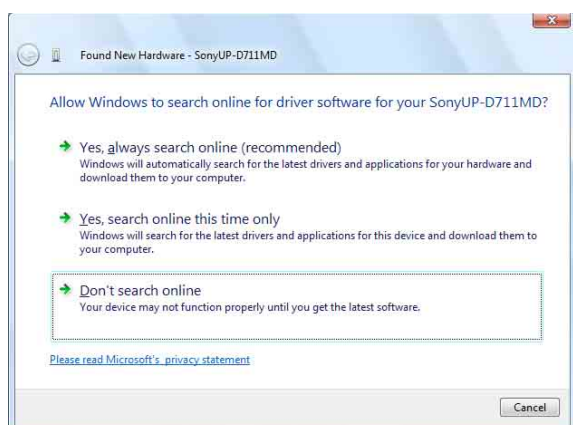 Found New Hardware - SonyUP-D711MD
Allow Windows to search online for driver software for your SonyUP-D711MD?
Yes, always search online (recommended)
Windows will automatically search for the latest drivers and applications for your hardware and
download them to your computer.
Yes, search online this time only
Windows will search for the latest drivers and applications for this device and download them to
your computer.
Don't search online
Your device may not function properly until you get the latest software.
Please read Microsoft's privacy statement
Cancel